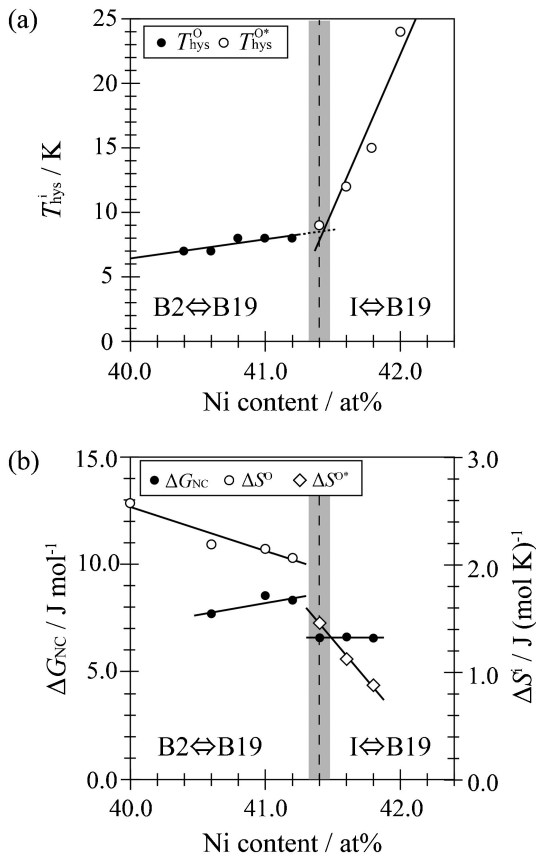 (a)
25
20
15
10
5
0
T^i_hys / K
● T^O_hys ○ T^O*_hys
B2⇔B19
I⇔B19
40.0 41.0 42.0
Ni content / at%
(b)
15.0
10.0
5.0
0.0
ΔG_NC / J mol⁻¹
● ΔG_NC ○ ΔS^O ◇ ΔS^O*
3.0
2.0
1.0
0.0
ΔS^i / J (mol K)⁻¹
B2⇔B19
I⇔B19
40.0 41.0 42.0
Ni content / at%